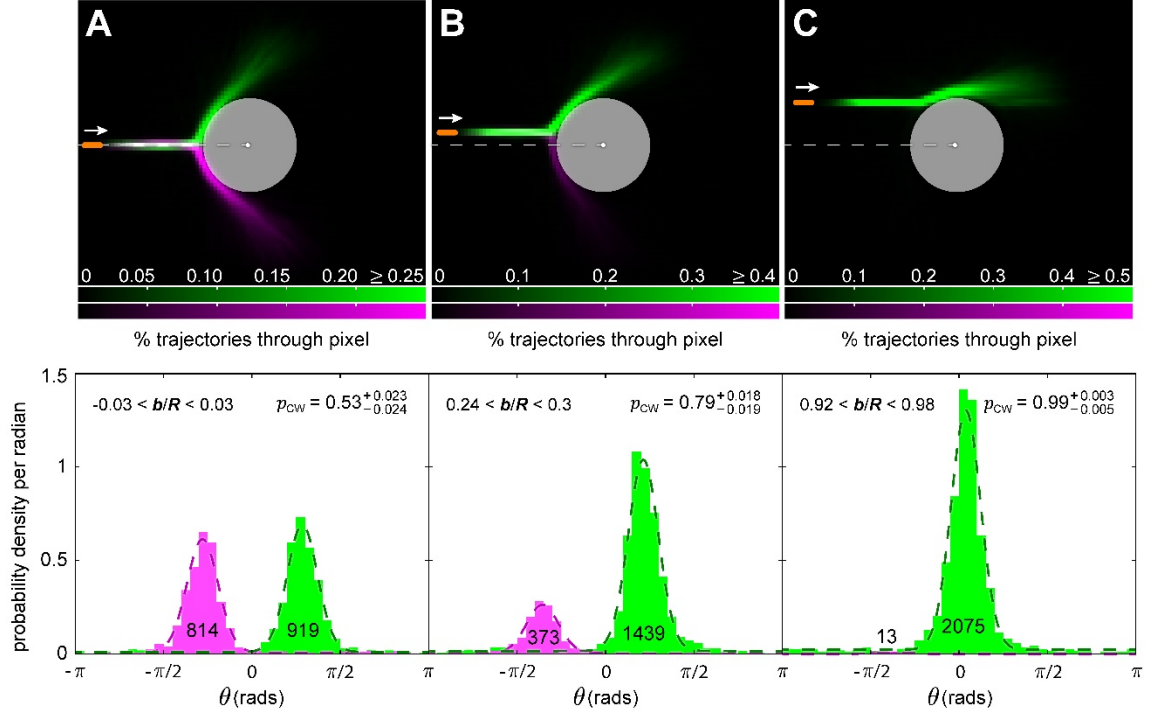 A
B
C
0 0.05 0.10 0.15 0.20 ≥ 0.25
0 0.1 0.2 0.3 ≥ 0.4
0 0.1 0.2 0.3 0.4 ≥ 0.5
% trajectories through pixel
% trajectories through pixel
% trajectories through pixel
probability density per radian
1.5
1
0.5
0
-0.03 < b/R < 0.03
pCW = 0.53 +0.023 −0.024
814
919
0.24 < b/R < 0.3
pCW = 0.79 +0.018 −0.019
373
1439
0.92 < b/R < 0.98
pCW = 0.99 +0.003 −0.005
13
2075
-π -π/2 0 π/2 π
-π/2 0 π/2 π
-π/2 0 π/2 π
θ (rads)
θ (rads)
θ (rads)